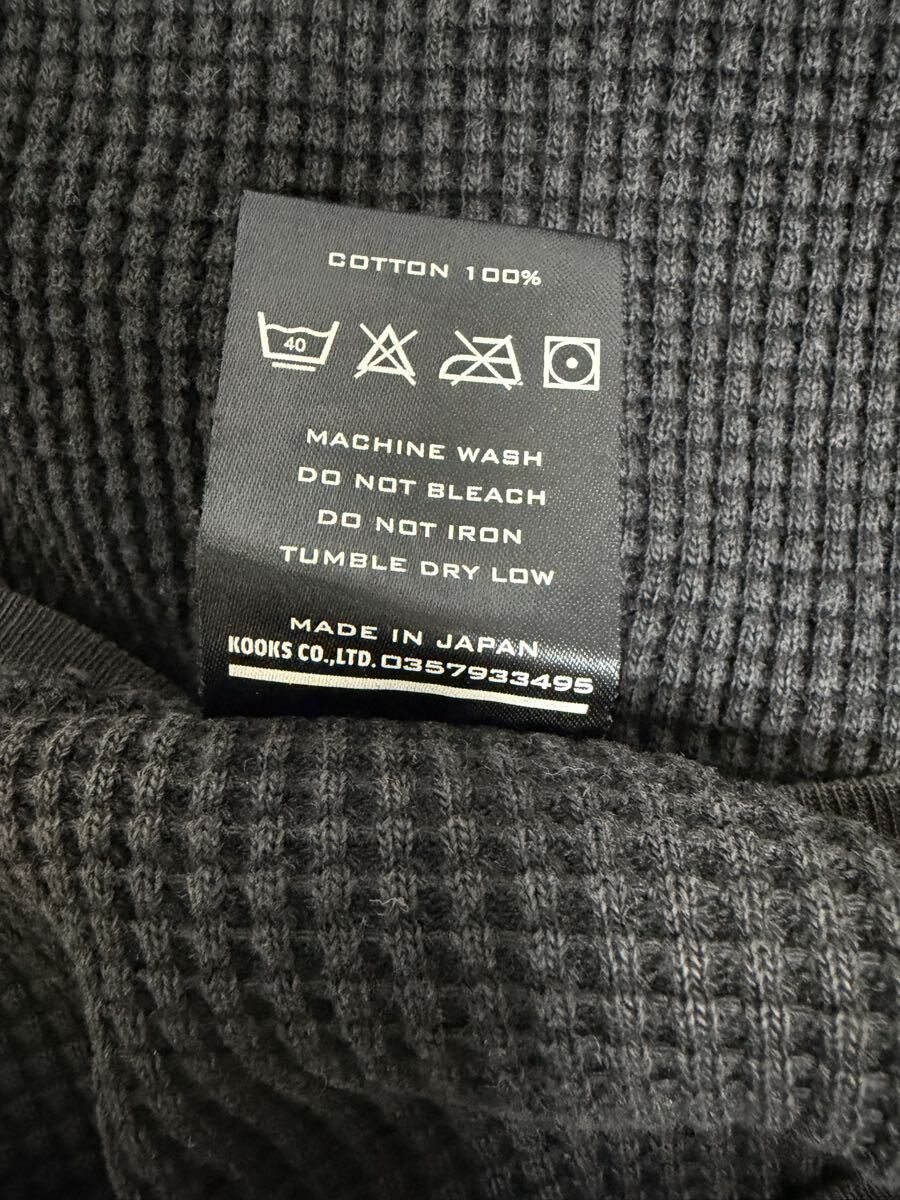 COTTON 100%
40
MACHINE WASH
DO NOT BLEACH
DO NOT IRON
TUMBLE DRY LOW
MADE IN JAPAN
KOOKS CO.,LTD. 0357933495